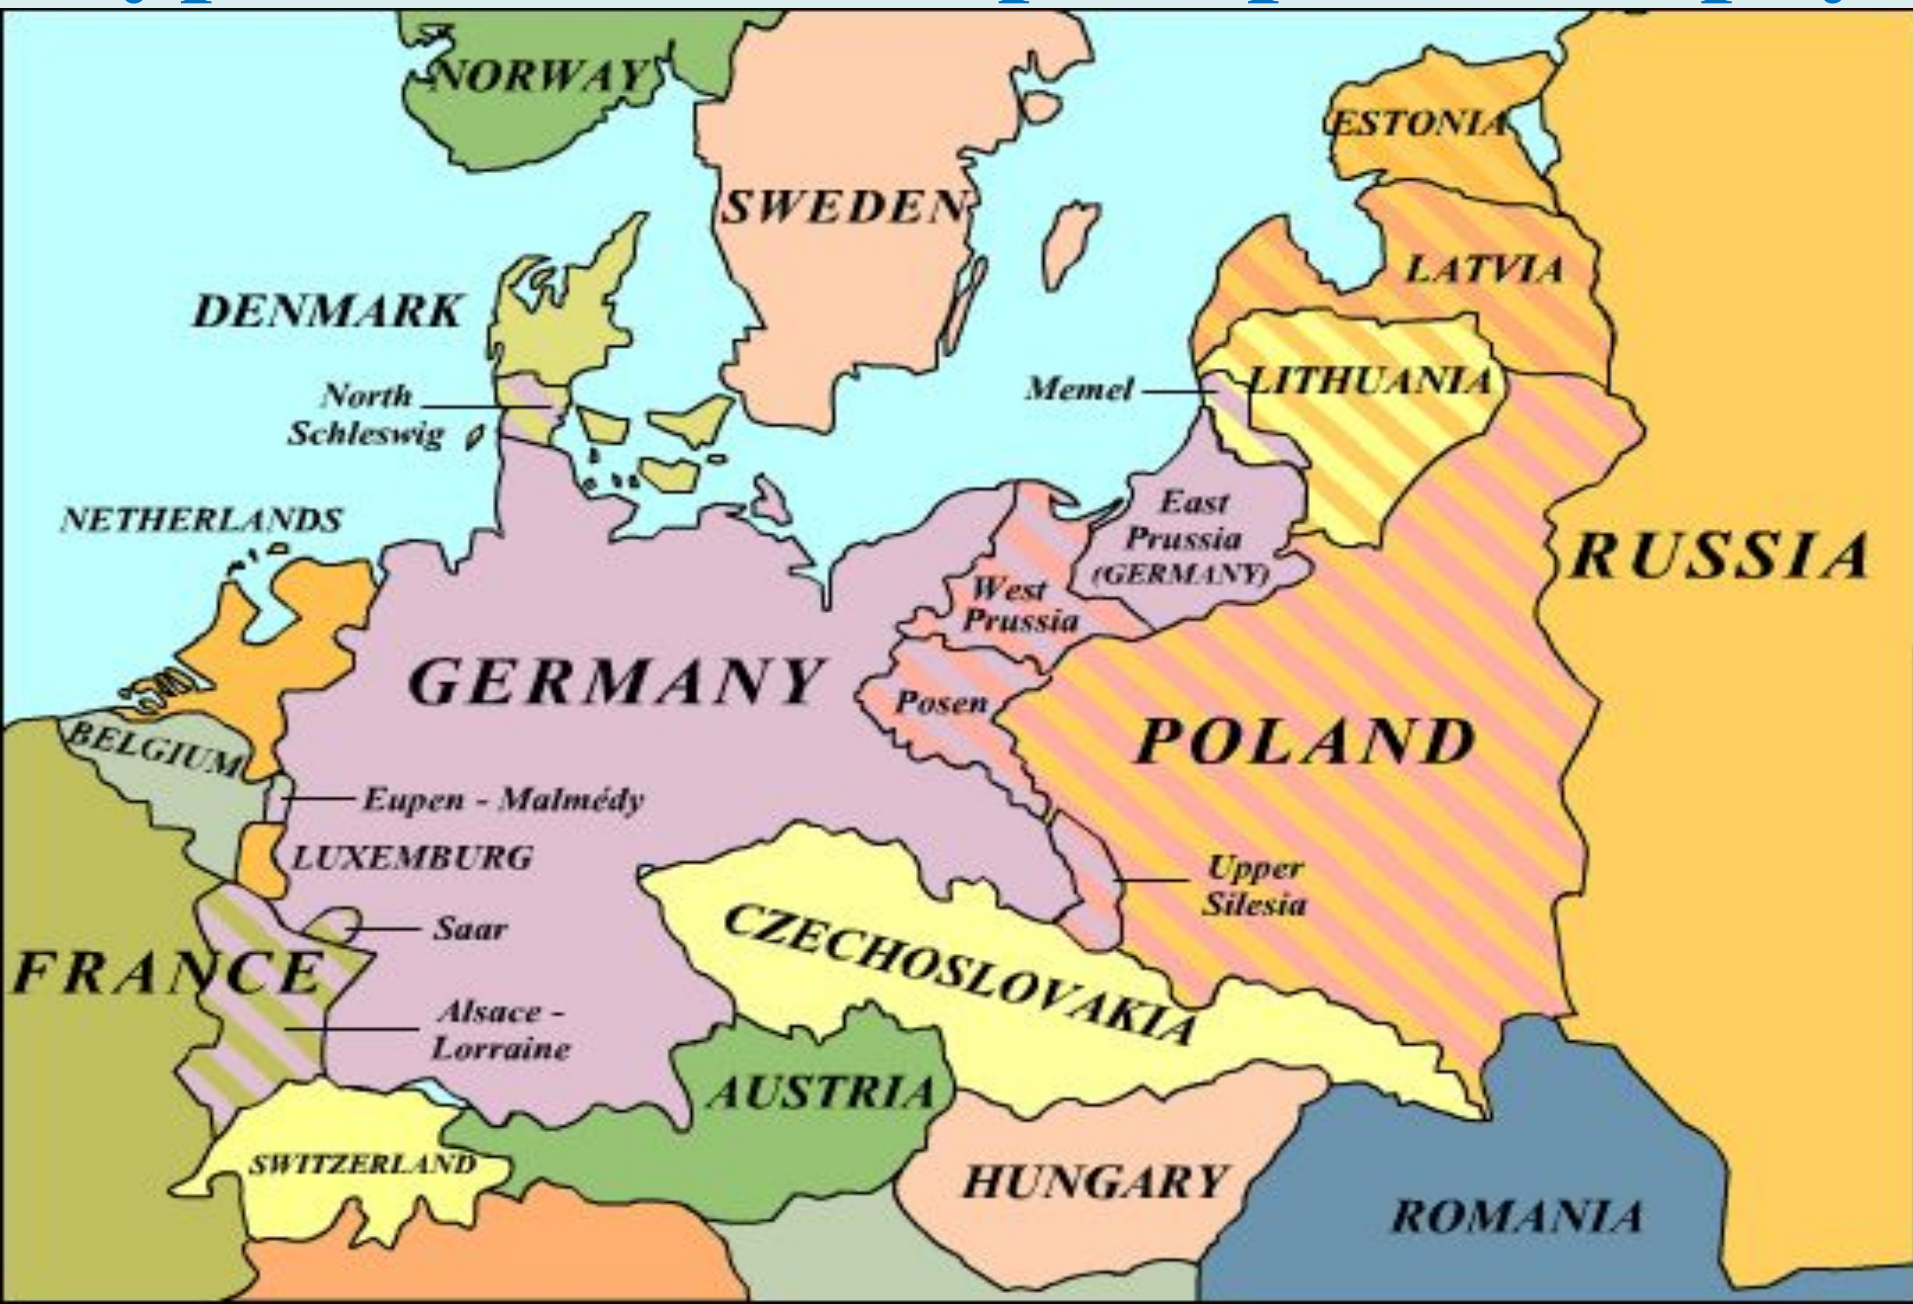 NORWAY
ESTONIA
SWEDEN
LATVIA
DENMARK
LITHUANIA
Memel
North
Schleswig
East
Prussia
(GERMANY)
NETHERLANDS
RUSSIA
West
Prussia
GERMANY
Posen
POLAND
BELGIUM
Eupen - Malmédy
LUXEMBURG
Upper
Silesia
Saar
CZECHOSLOVAKIA
FRANCE
Alsace -
Lorraine
AUSTRIA
SWITZERLAND
HUNGARY
ROMANIA